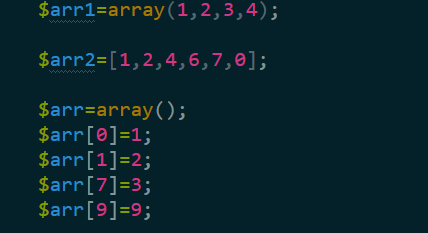 $arr1=array(1,2,3,4);
$arr2=[1,2,4,6,7,0];
$arr=array();
$arr[0]=1;
$arr[1]=2;
$arr[7]=3;
$arr[9]=9;